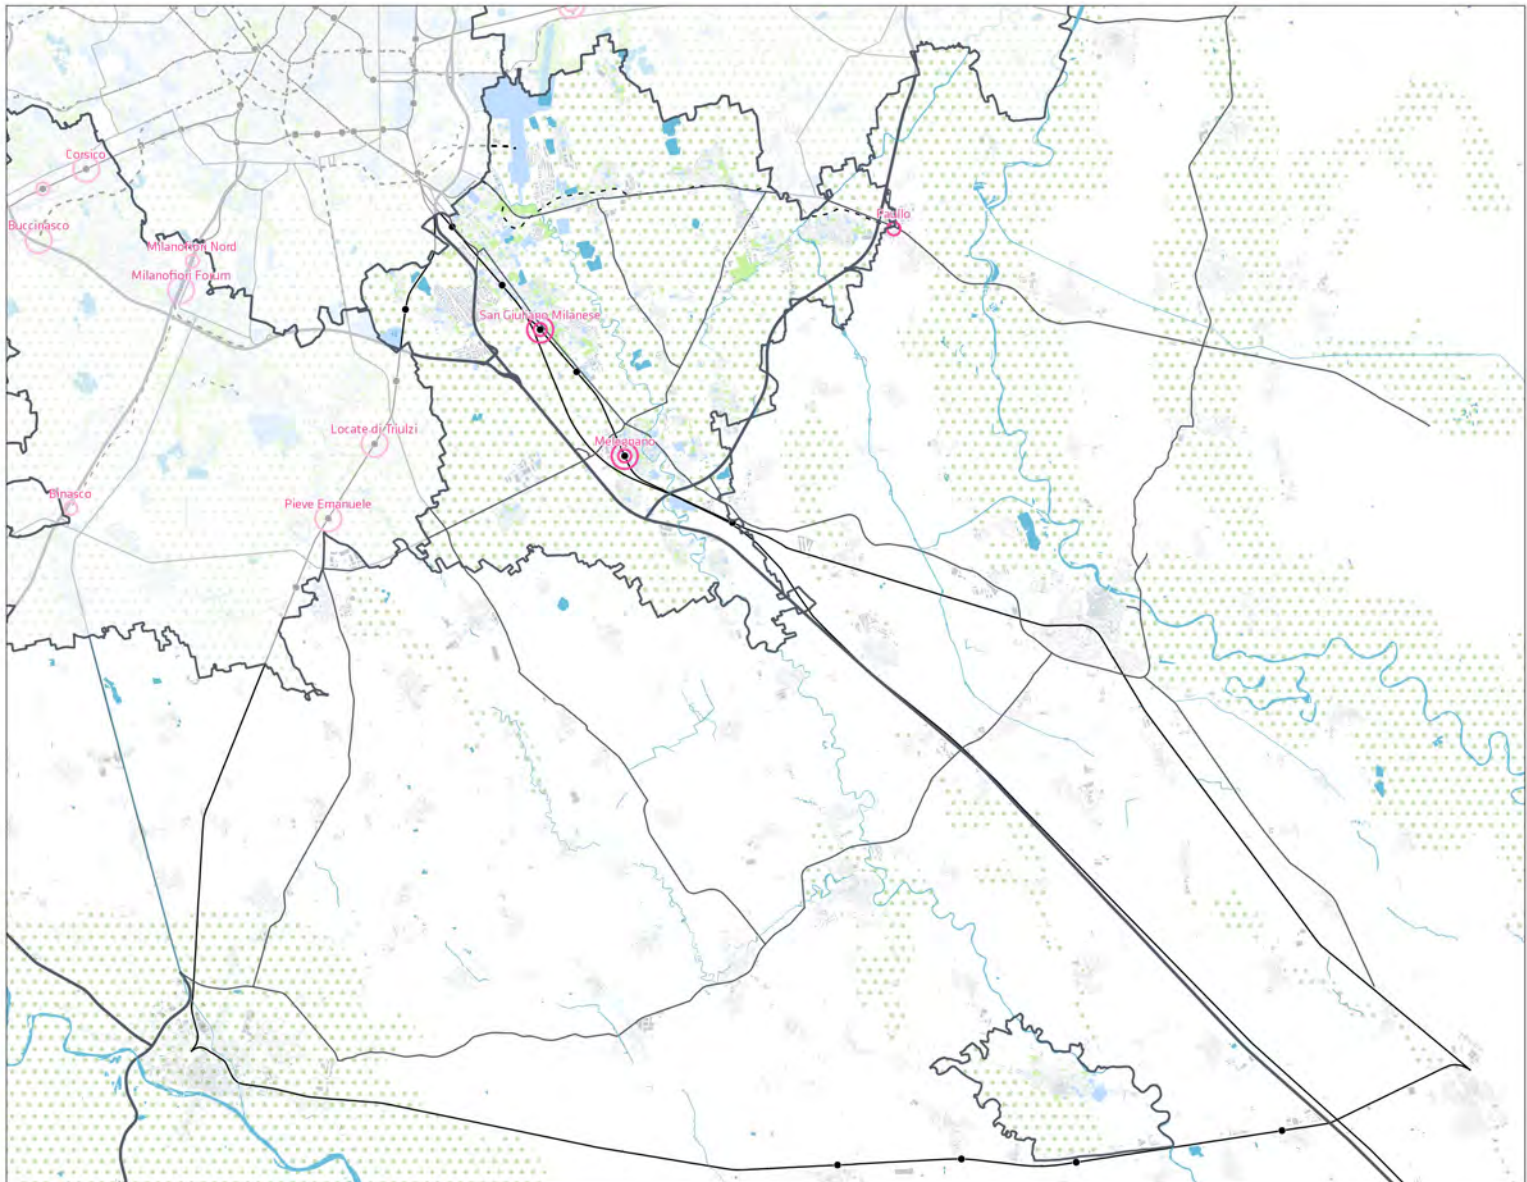 Corsico
Buccinasco
Paullo
Milanofiori Nord
Milanofiori Forum
San Giuliano Milanese
Locate di Triulzi
Melegnano
Binasco
Pieve Emanuele